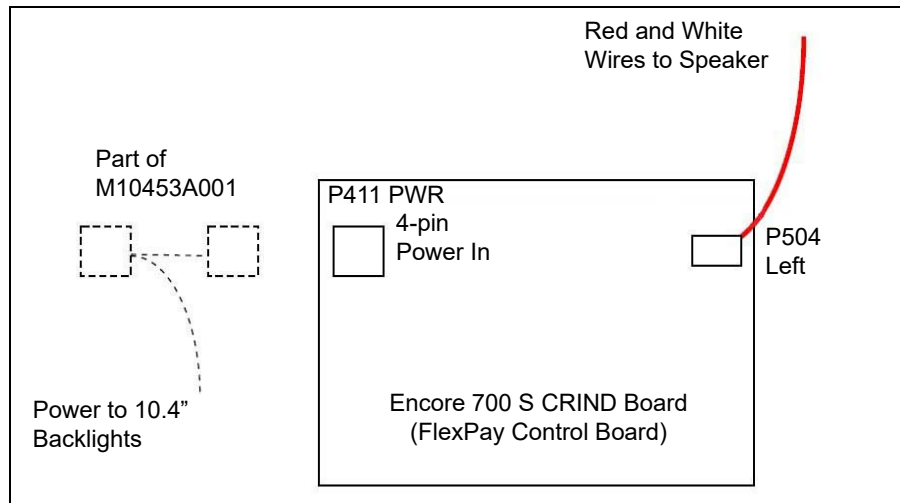 Red and White
Wires to Speaker
Part of
M10453A001
P411 PWR
4-pin
Power In
P504
Left
Power to 10.4”
Backlights
Encore 700 S CRIND Board
(FlexPay Control Board)